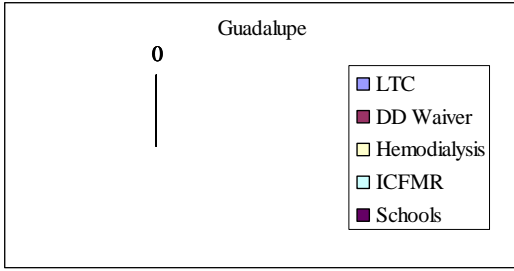 Guadalupe
0
LTC
DD Waiver
Hemodialysis
ICFMR
Schools